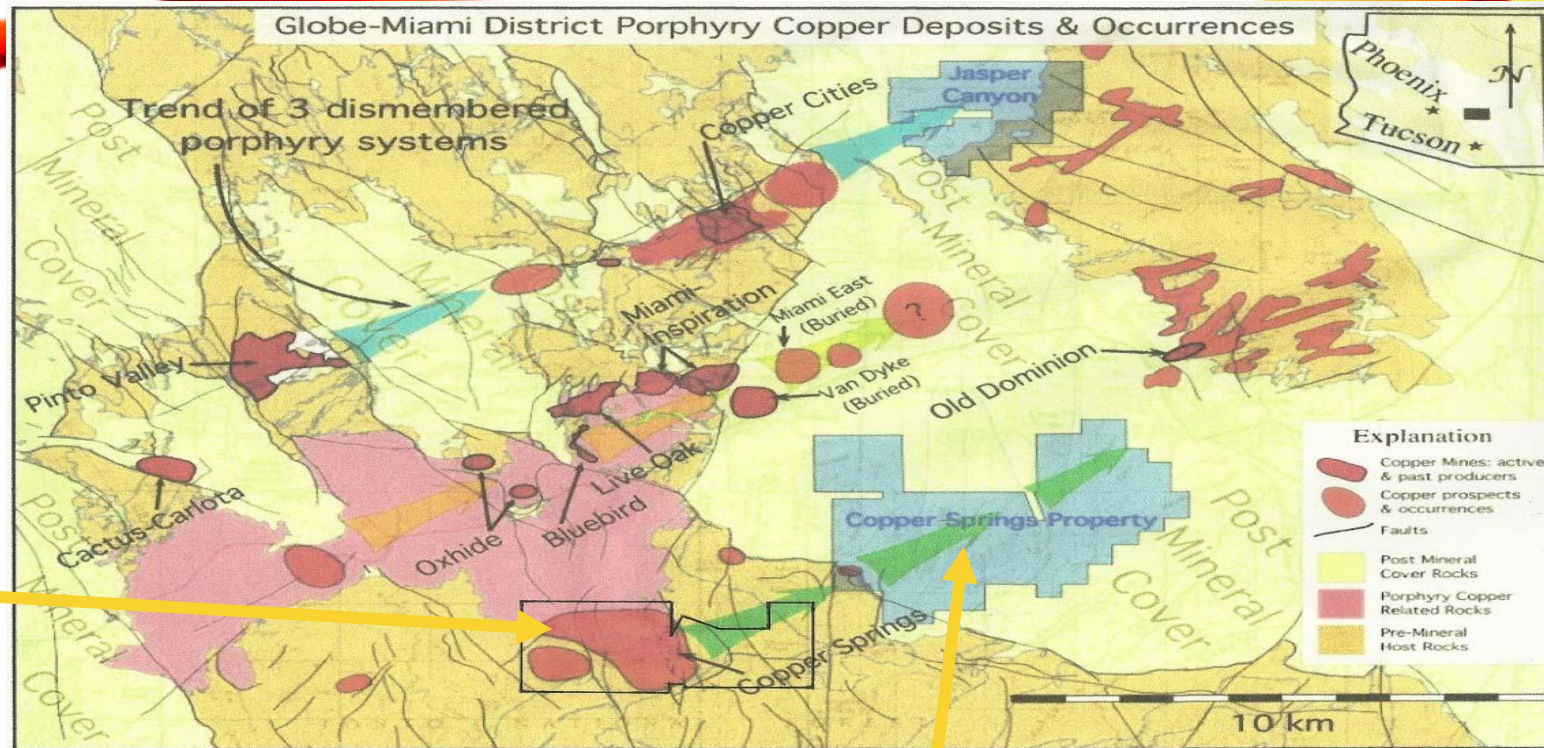 Globe-Miami District Porphyry Copper Deposits & Occurrences
Phoenix
N
Tucson
Jasper
Canyon
Trend of 3 dismembered
porphyry systems
Copper Cities
Post
Mineral
Cover
Post
Mineral
Cover
Cover
Mineral
Post
Miami-
Inspiration
Miami East
(Buried)
?
Pinto Valley
Van Dyke
(Buried)
Old Dominion
Cactus-Carlota
Oxhide
Bluebird
Live Oak
Copper Springs Property
Post
Mineral
Cover
Post
Mineral
Cover
Copper Springs
Explanation
Copper Mines: active
& past producers
Copper prospects
& occurrences
Faults
Post Mineral
Cover Rocks
Porphyry Copper
Related Rocks
Pre-Mineral
Host Rocks
10 km